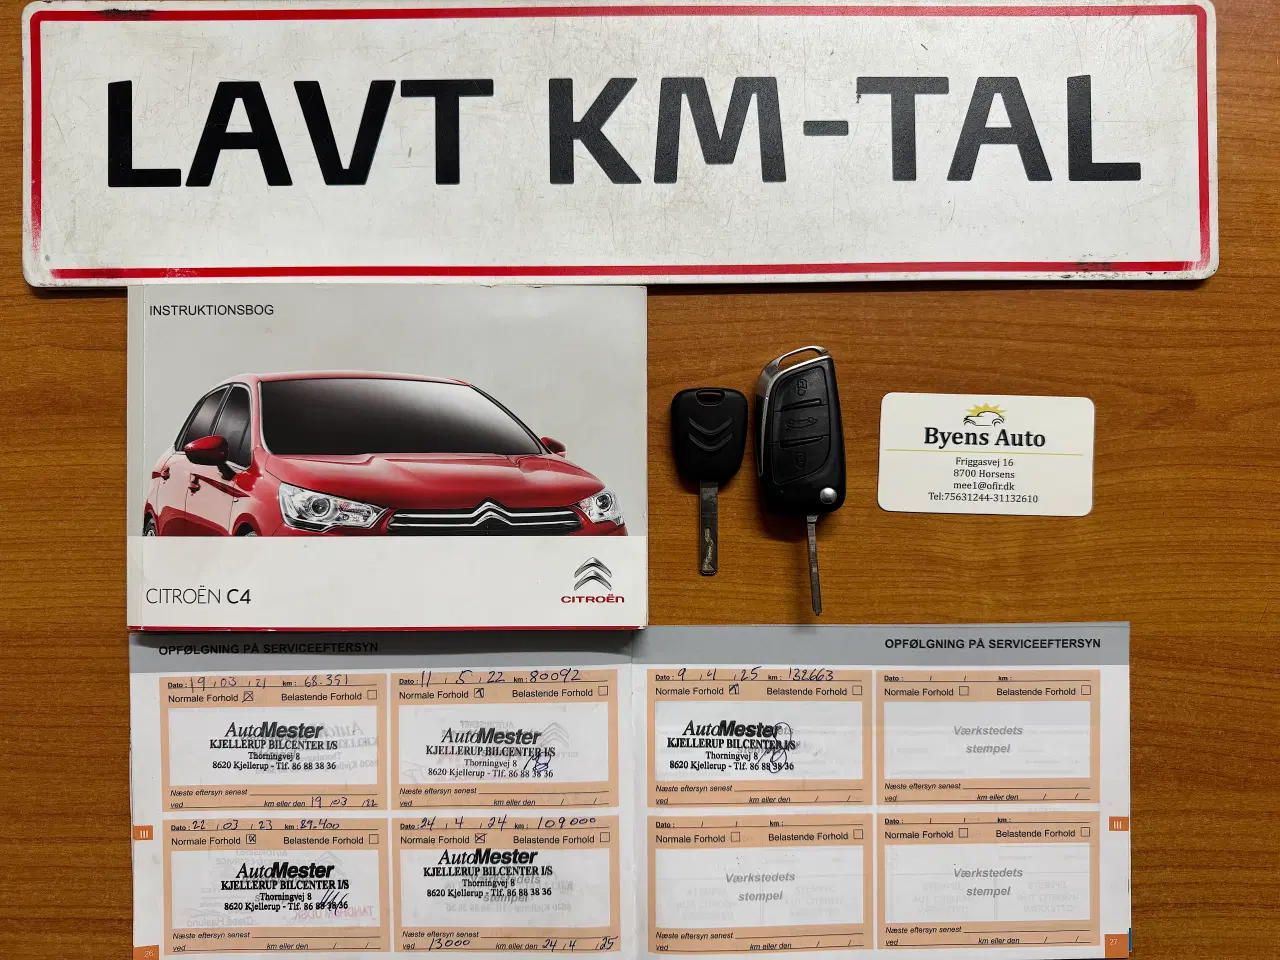 LAVT KM-TAL
INSTRUKTIONSBOG
CITROËN C4
CITROËN
Byens Auto
Friggasvej 16
8700 Horsens
mee1@ofir.dk
Tel:75631244-31132610
OPFØLGNING PÅ SERVICEEFTERSYN
Dato: 19,03,21 km: 68.351
Normale Forhold Belastende Forhold
AutoMester
KJELLERUP BILCENTER I/S
Thorningvej 8
8620 Kjellerup - Tlf. 86 88 38 36
Næste eftersyn senest
ved km eller den 19 03 22
Dato: 11,5,22 km: 80092
Normale Forhold Belastende Forhold
AutoMester
KJELLERUP BILCENTER I/S
Thorningvej 8
8620 Kjellerup - Tlf. 86 88 38 36
Næste eftersyn senest
ved km eller den / /
III
Dato: 22,03,23 km: 89.400
Normale Forhold Belastende Forhold
AutoMester
KJELLERUP BILCENTER I/S
Thorningvej 8
8620 Kjellerup - Tlf. 86 88 38 36
Næste eftersyn senest
ved km eller den / /
26
Dato: 24,4,24 km: 109000
Normale Forhold Belastende Forhold
AutoMester
KJELLERUP BILCENTER I/S
Thorningvej 8
8620 Kjellerup - Tlf. 86 88 38 36
Værkstedets
stempel
Næste eftersyn senest
ved 13000 km eller den 24,4,25
OPFØLGNING PÅ SERVICEEFTERSYN
Dato: 9,4,25 km: 132663
Normale Forhold Belastende Forhold
AutoMester
KJELLERUP BILCENTER I/S
Thorningvej 8
8620 Kjellerup - Tlf. 86 88 38 36
Næste eftersyn senest
ved km eller den / /
Dato: / / km:
Normale Forhold Belastende Forhold
Værkstedets
stempel
Næste eftersyn senest
ved km eller den / /
III
Dato: / / km:
Normale Forhold Belastende Forhold
Værkstedets
stempel
Næste eftersyn senest
ved km eller den / /
Dato: / / km:
Normale Forhold Belastende Forhold
Værkstedets
stempel
Næste eftersyn senest
ved km eller den / /
27